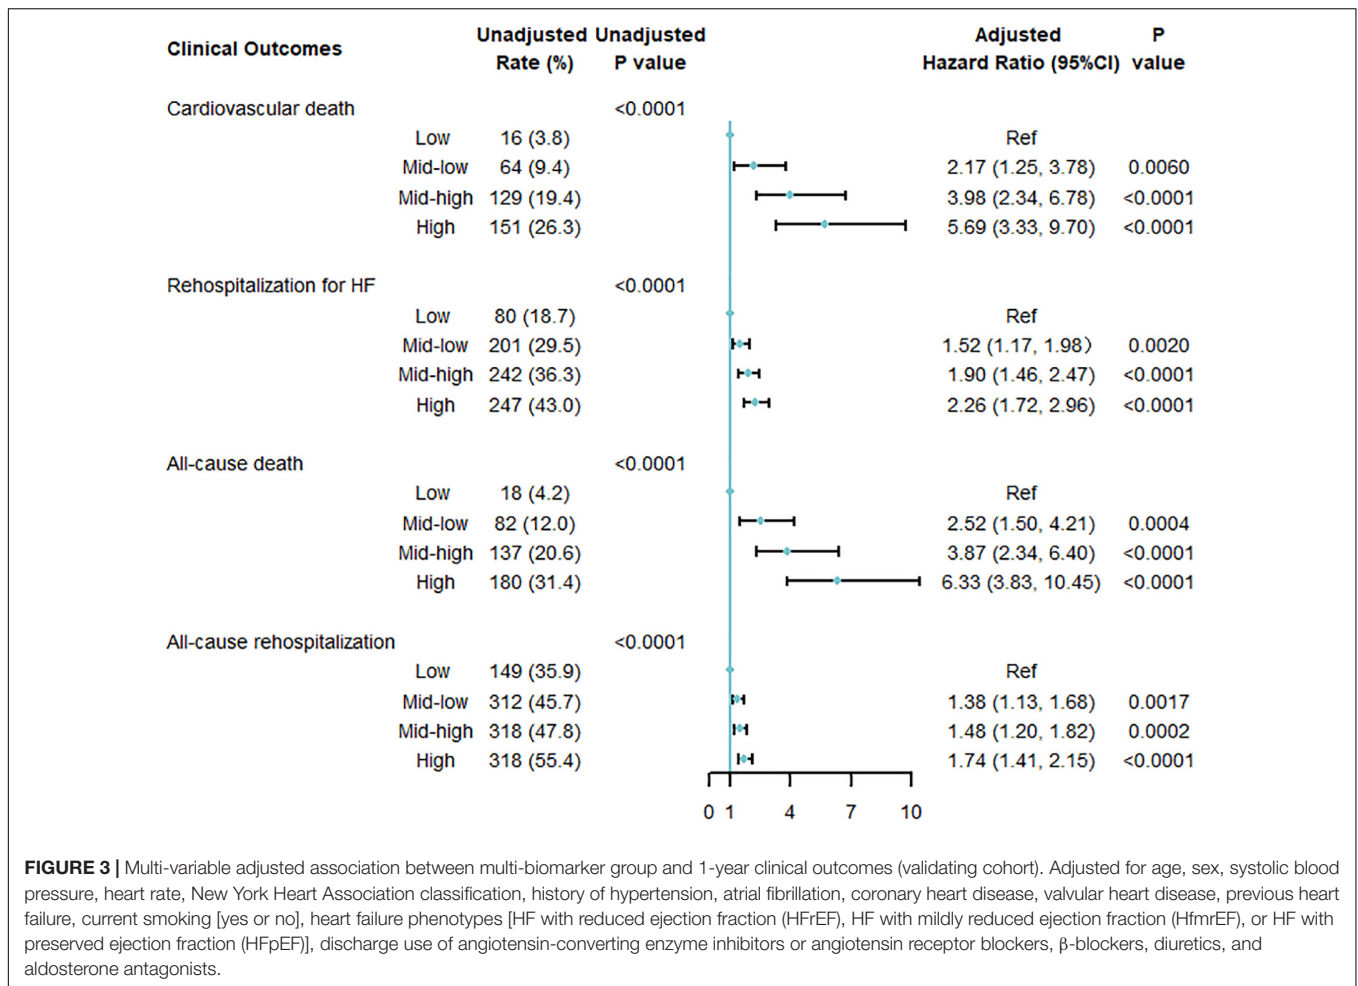 Clinical Outcomes Unadjusted Rate (%) Unadjusted P value Adjusted Hazard Ratio (95%CI) P value
Cardiovascular death <0.0001
Low 16 (3.8) Ref
Mid-low 64 (9.4) 2.17 (1.25, 3.78) 0.0060
Mid-high 129 (19.4) 3.98 (2.34, 6.78) <0.0001
High 151 (26.3) 5.69 (3.33, 9.70) <0.0001
Rehospitalization for HF <0.0001
Low 80 (18.7) Ref
Mid-low 201 (29.5) 1.52 (1.17, 1.98) 0.0020
Mid-high 242 (36.3) 1.90 (1.46, 2.47) <0.0001
High 247 (43.0) 2.26 (1.72, 2.96) <0.0001
All-cause death <0.0001
Low 18 (4.2) Ref
Mid-low 82 (12.0) 2.52 (1.50, 4.21) 0.0004
Mid-high 137 (20.6) 3.87 (2.34, 6.40) <0.0001
High 180 (31.4) 6.33 (3.83, 10.45) <0.0001
All-cause rehospitalization <0.0001
Low 149 (35.9) Ref
Mid-low 312 (45.7) 1.38 (1.13, 1.68) 0.0017
Mid-high 318 (47.8) 1.48 (1.20, 1.82) 0.0002
High 318 (55.4) 1.74 (1.41, 2.15) <0.0001
0 1 4 7 10
FIGURE 3 | Multi-variable adjusted association between multi-biomarker group and 1-year clinical outcomes (validating cohort). Adjusted for age, sex, systolic blood
pressure, heart rate, New York Heart Association classification, history of hypertension, atrial fibrillation, coronary heart disease, valvular heart disease, previous heart
failure, current smoking [yes or no], heart failure phenotypes [HF with reduced ejection fraction (HFrEF), HF with mildly reduced ejection fraction (HfmrEF), or HF with
preserved ejection fraction (HFpEF)], discharge use of angiotensin-converting enzyme inhibitors or angiotensin receptor blockers, β-blockers, diuretics, and
aldosterone antagonists.